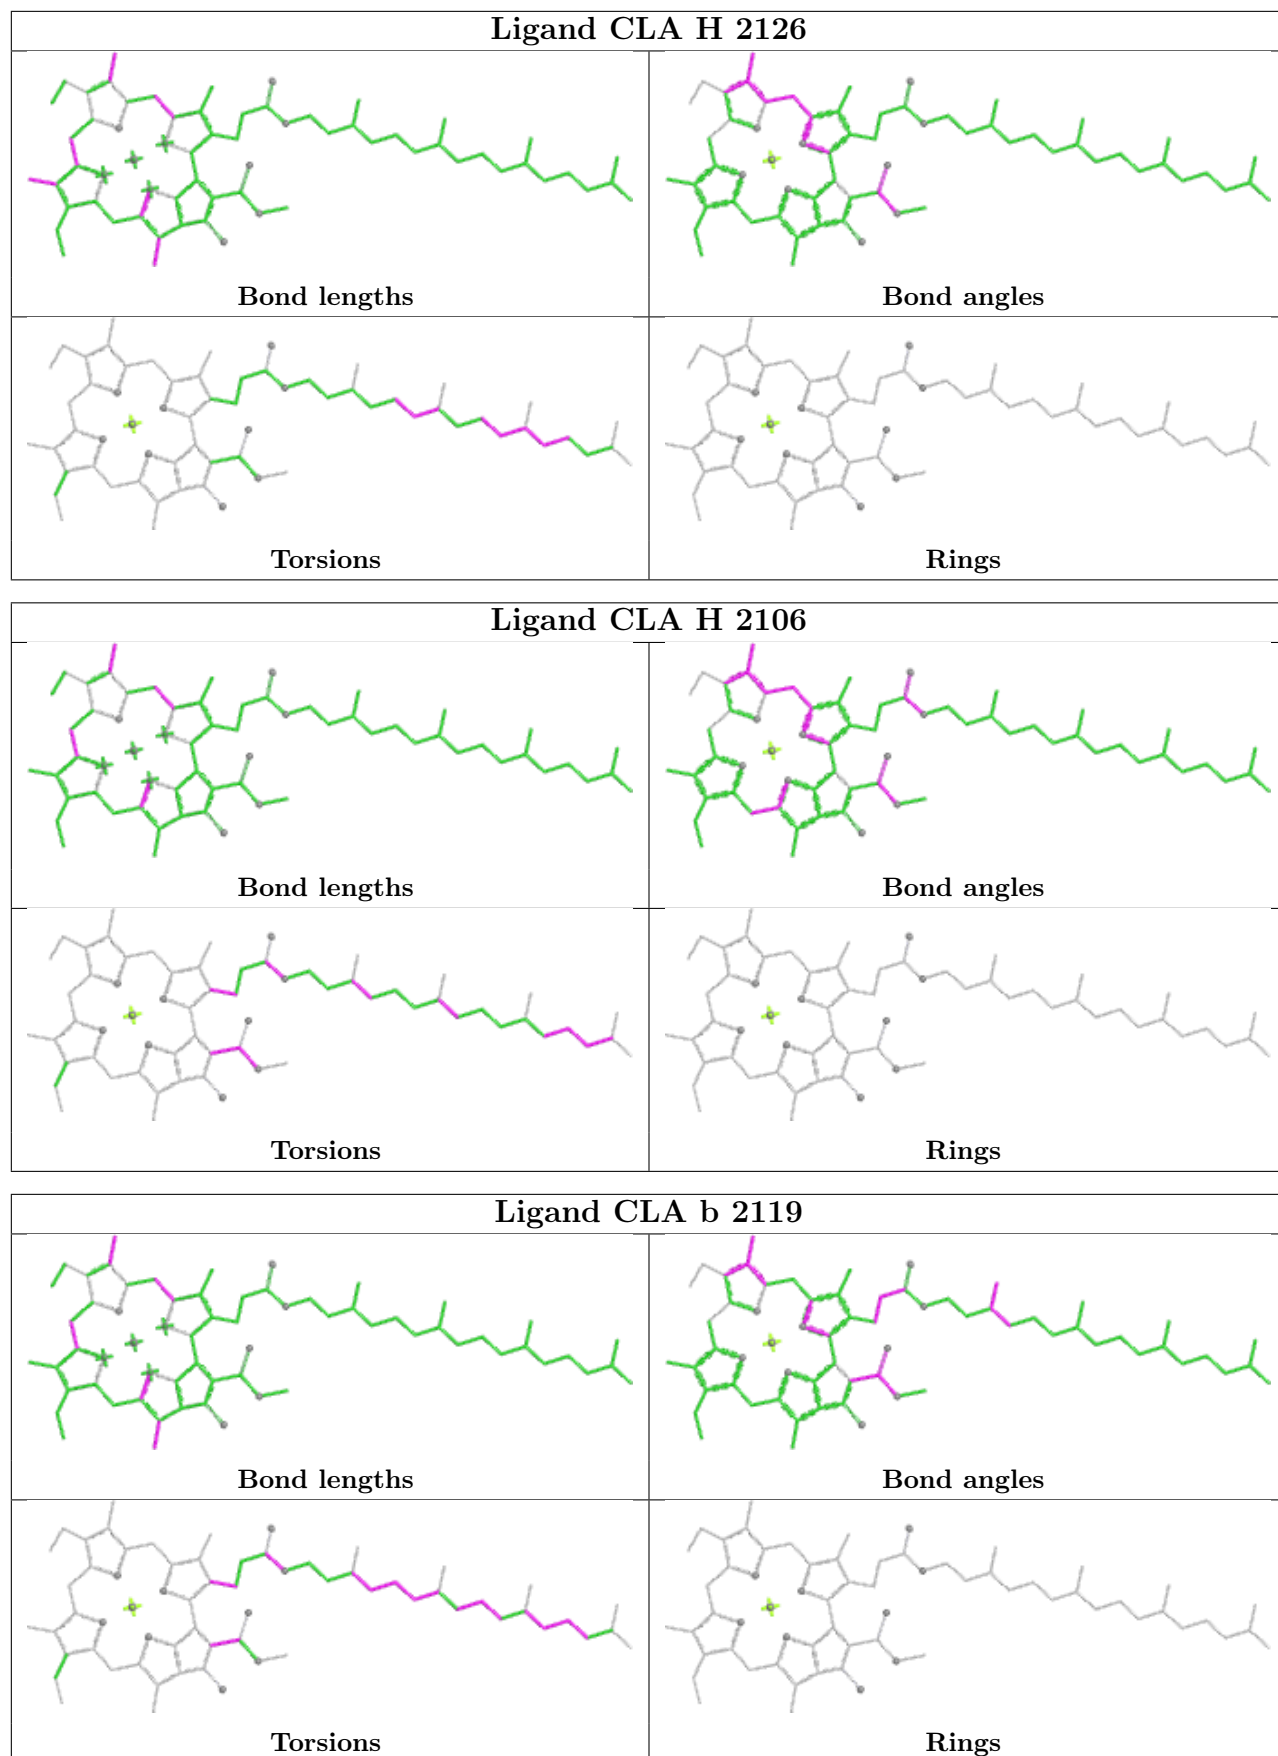 Ligand CLA H 2126
Bond lengths
Bond angles
Torsions
Rings
Ligand CLA H 2106
Bond lengths
Bond angles
Torsions
Rings
Ligand CLA b 2119
Bond lengths
Bond angles
Torsions
Rings